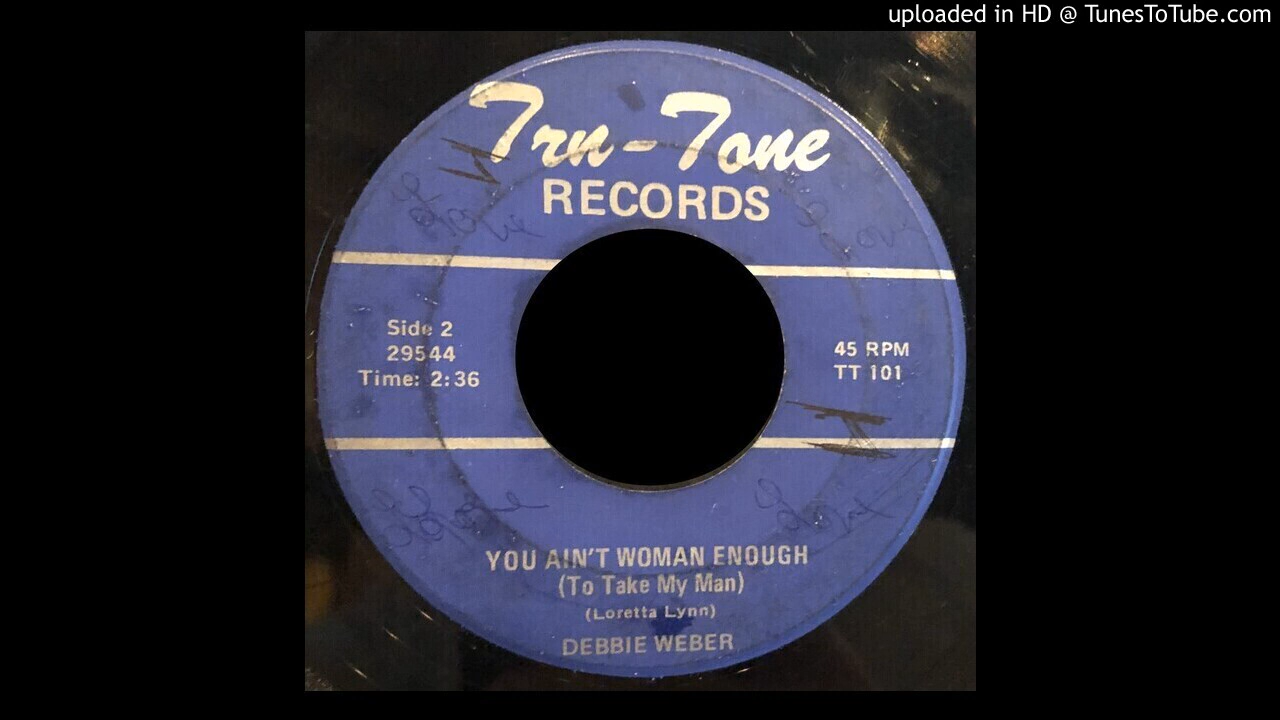 uploaded in HD @ TunesToTube.com
Tru-Tone
RECORDS
Side 2
29544
Time: 2:36
45 RPM
TT 101
YOU AIN'T WOMAN ENOUGH
(To Take My Man)
(Loretta Lynn)
DEBBIE WEBER